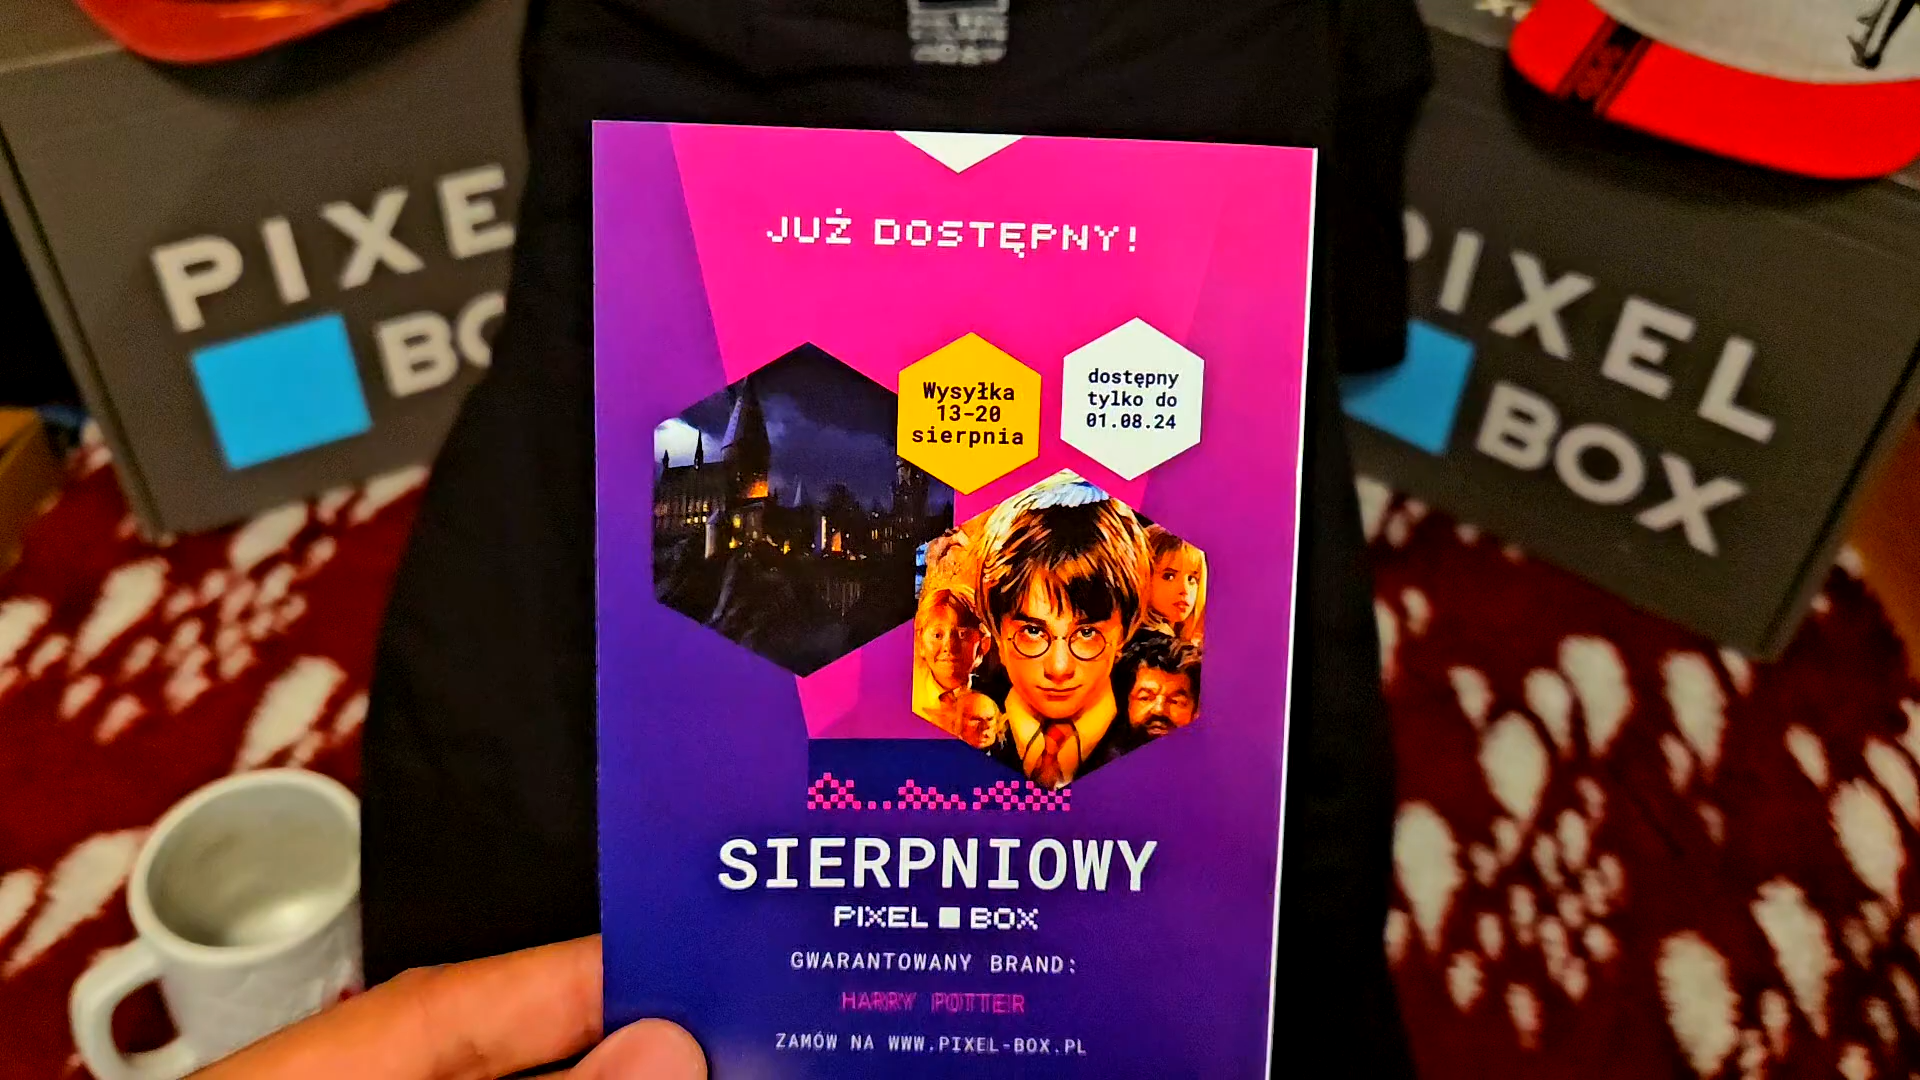 JUŻ DOSTĘPNY!
Wysyłka
13-20
sierpnia
dostępny
tylko do
01.08.24
SIERPNIOWY
PIXEL BOX
GWARANTOWANY BRAND:
HARRY POTTER
ZAMÓW NA WWW.PIXEL-BOX.PL
PIXE
BO
PIXEL
BOX